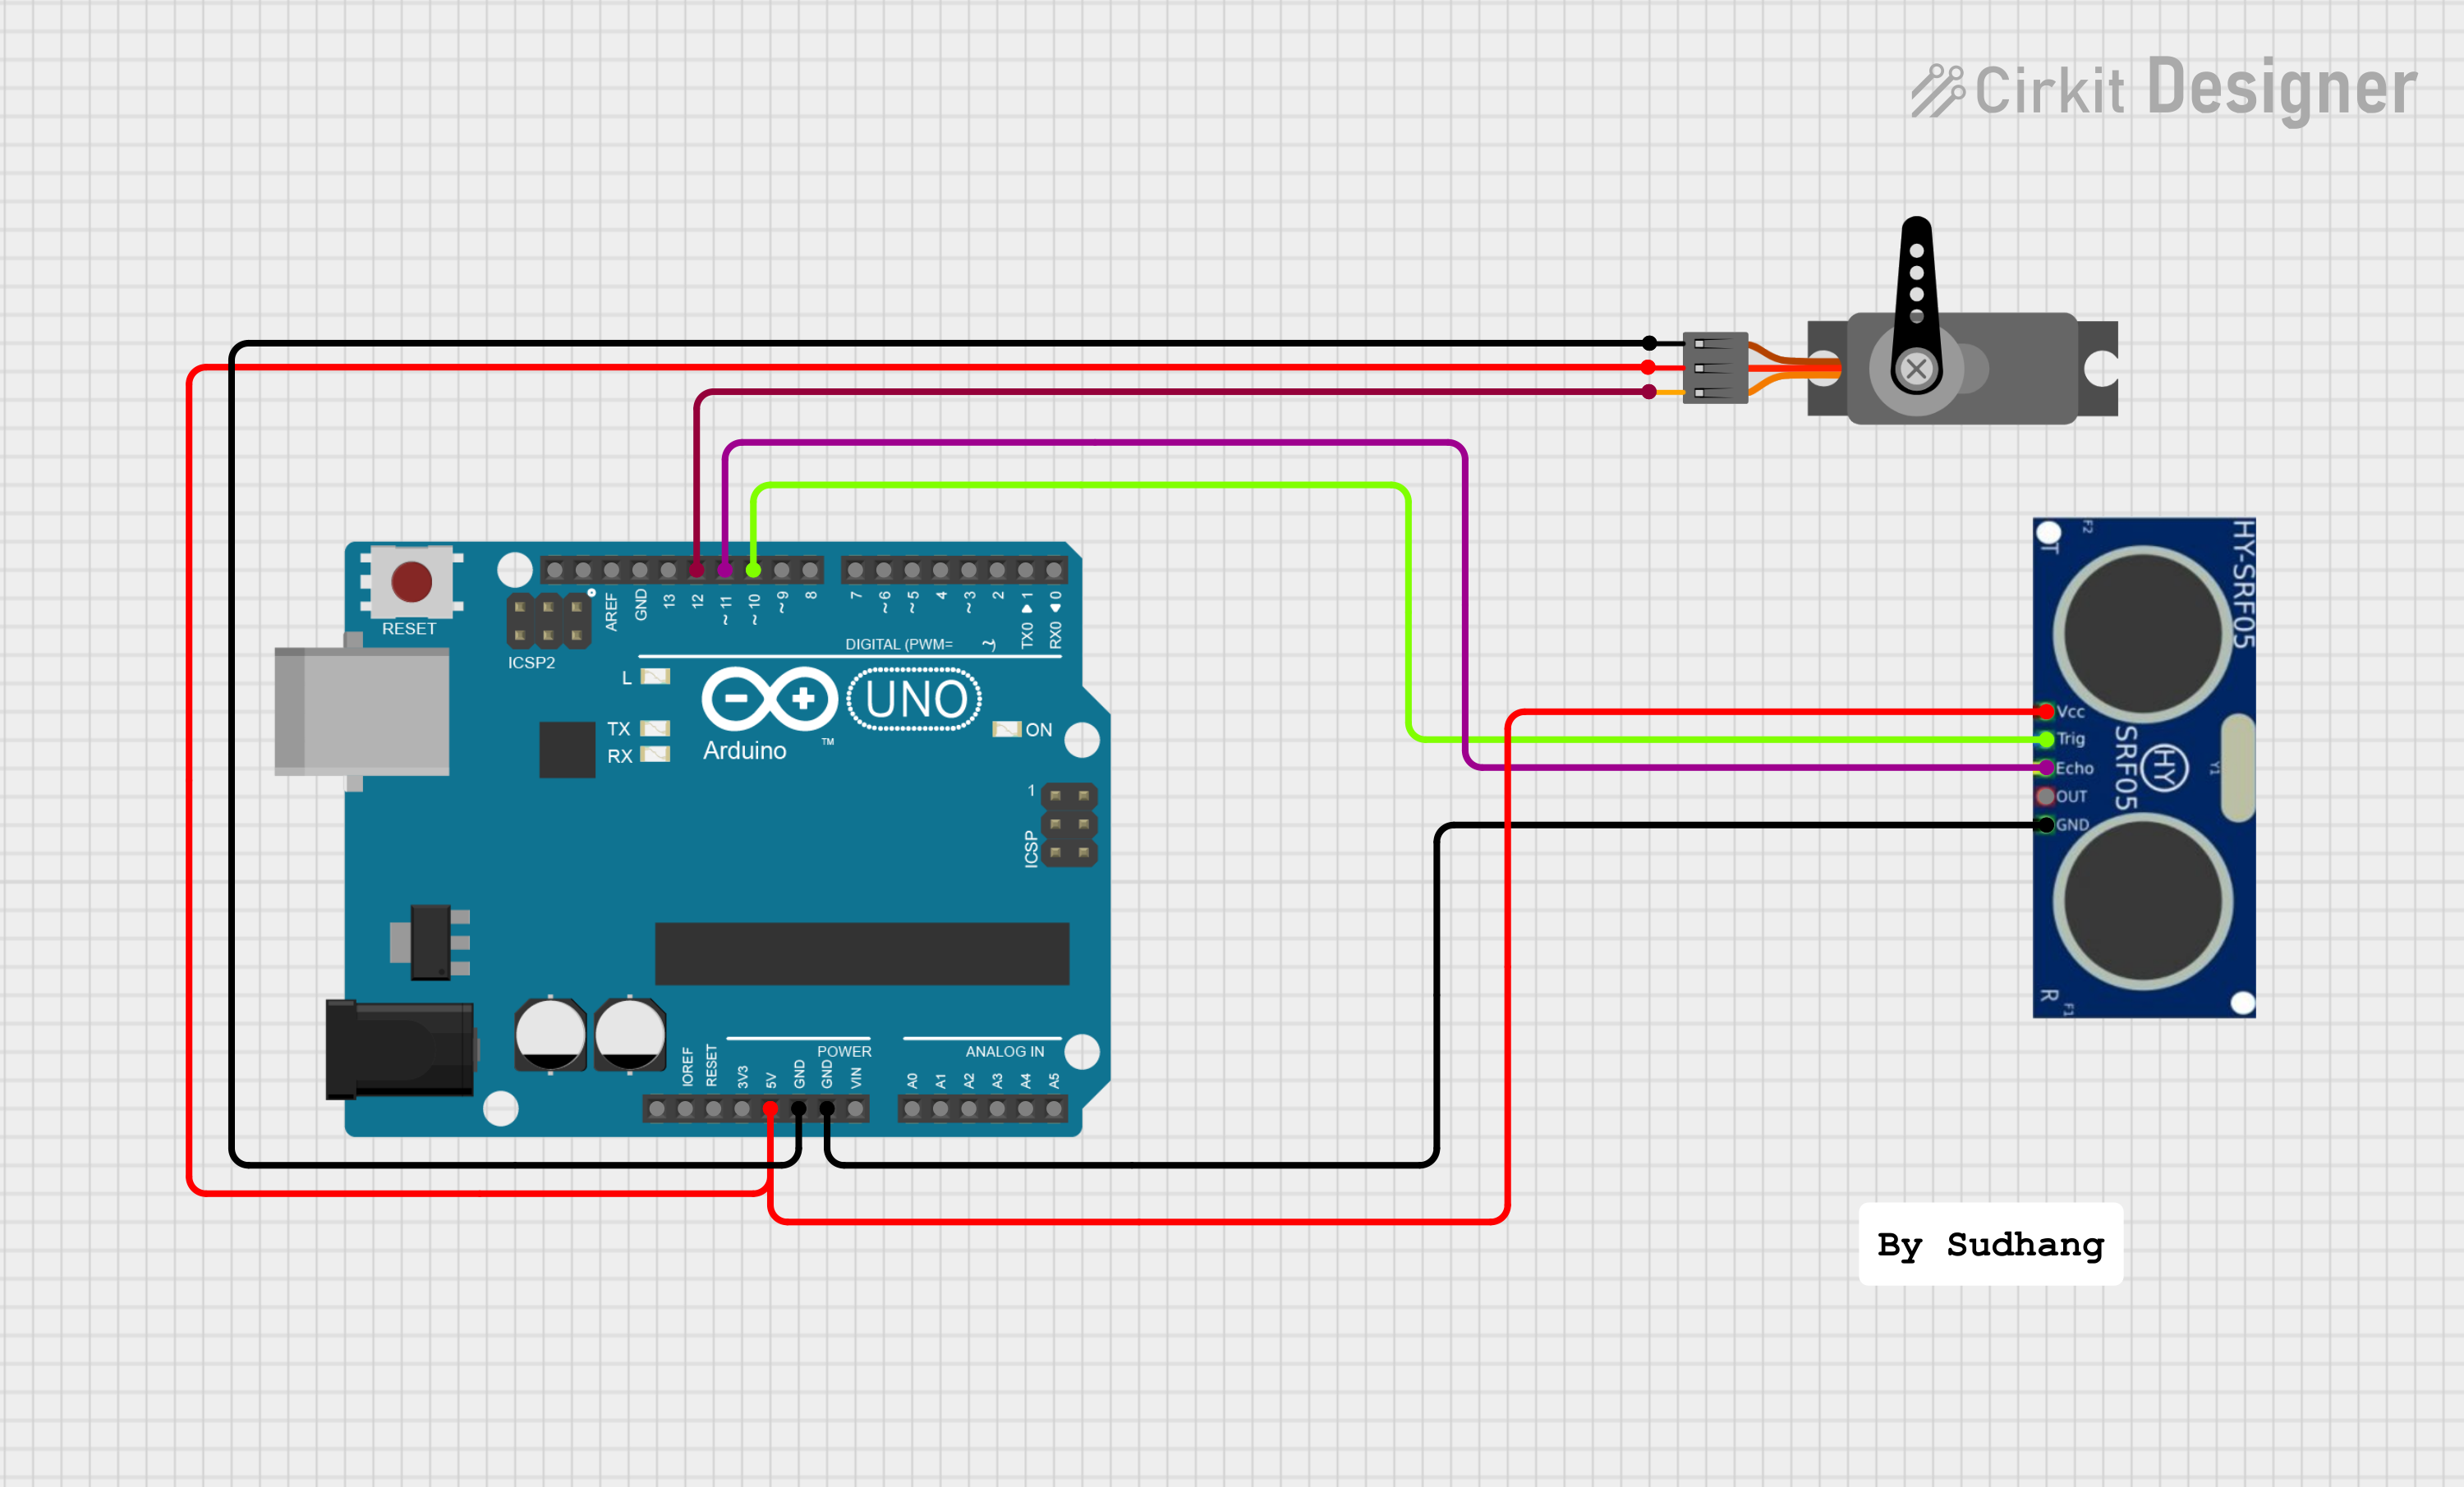 Cirkit Designer
RESET
ICSP2
AREF
GND
13
12
~ 11
~ 10
~ 9
8
7
~ 6
~ 5
4
~ 3
2
TX0 ▶ 1
RX0 ◀ 0
DIGITAL (PWM= ~)
L
TX
RX
Arduino
TM
UNO
ON
1
ICSP
IOREF
RESET
3V3
5V
GND
GND
VIN
POWER
ANALOG IN
A0
A1
A2
A3
A4
A5
T
F2
HY-SRF05
Vcc
Trig
Echo
OUT
GND
SRF05
HY
Y1
R
F1
By Sudhang